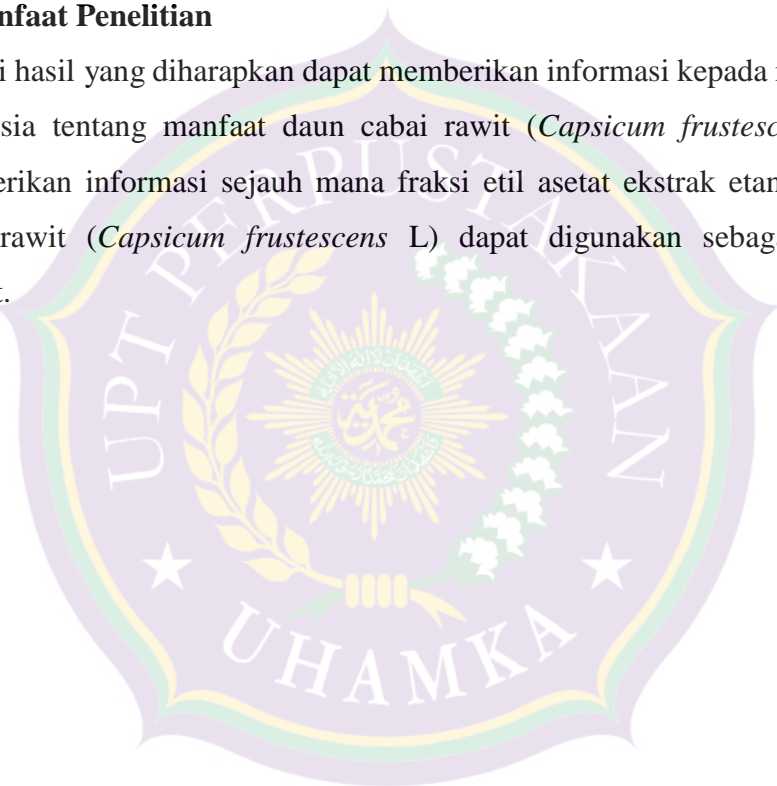 nfaat Penelitian
i hasil yang diharapkan dapat memberikan informasi kepada
sia tentang manfaat daun cabai rawit (Capsicum frustesc
erikan informasi sejauh mana fraksi etil asetat ekstrak etan
rawit (Capsicum frustescens L) dapat digunakan sebaga
t.
UPT PERPUSTAKAAN
UHAMKA